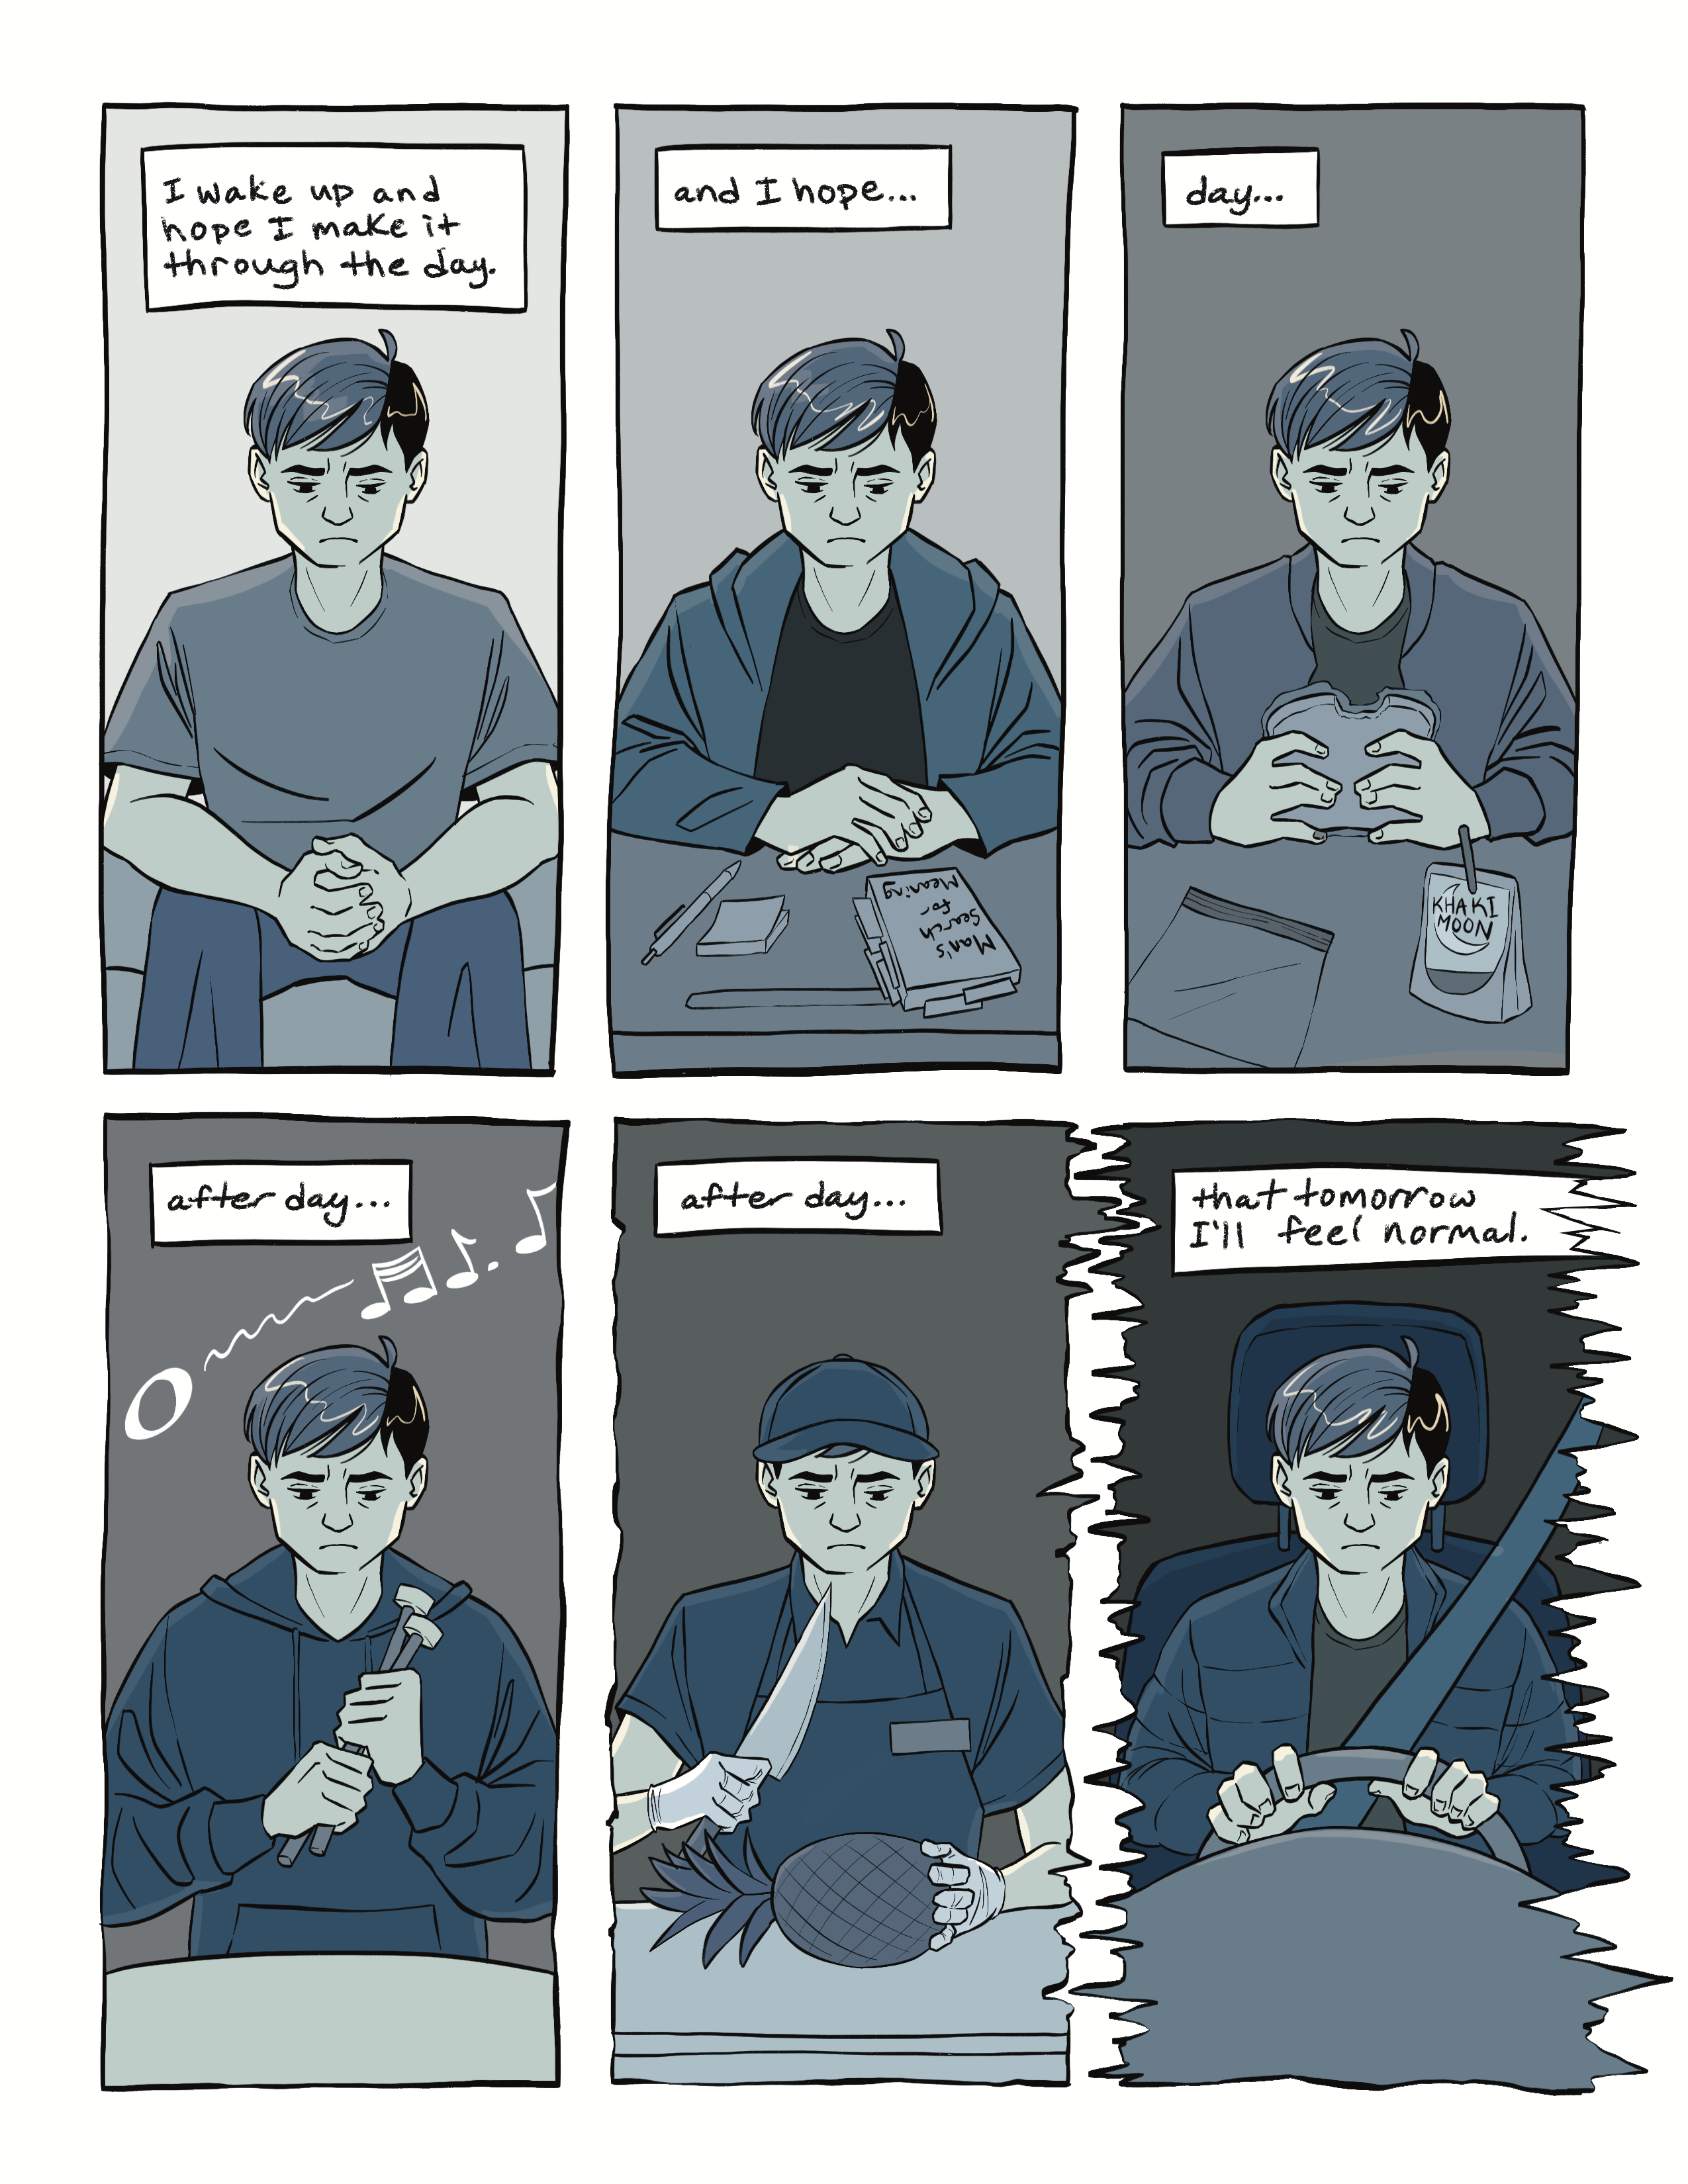 I wake up and
hope I make it
through the day.
and I hope...
Man's
Search
for
Meaning
day...
KHAKI
MOON
after day...
after day...
that tomorrow
I'll feel normal.